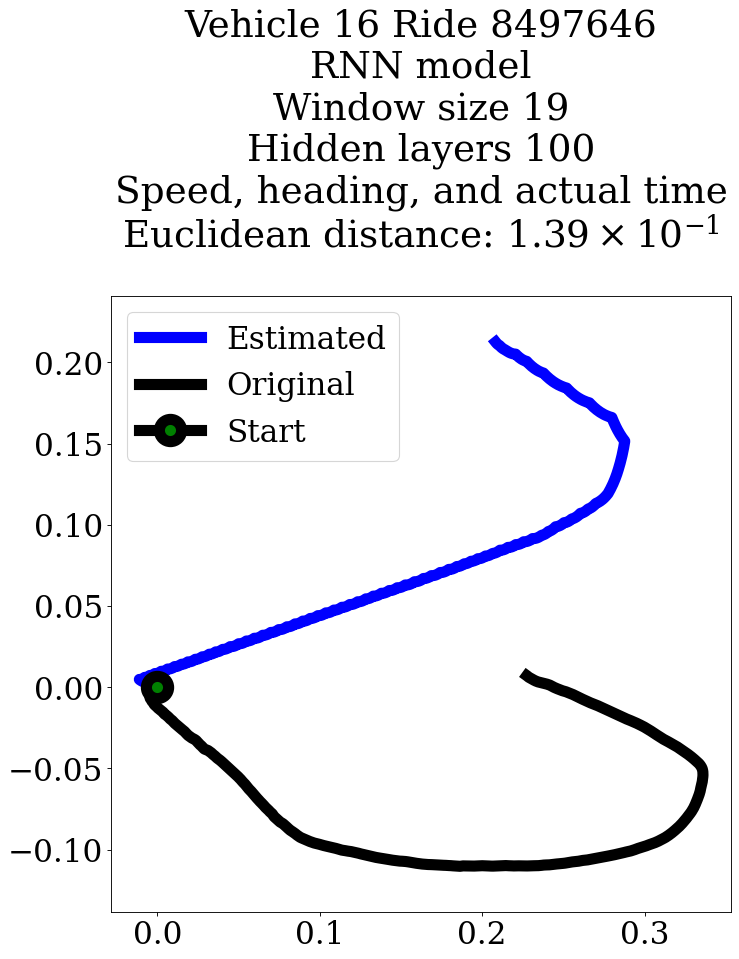 Vehicle 16 Ride 8497646
RNN model
Window size 19
Hidden layers 100
Speed, heading, and actual time
Euclidean distance: 1.39 × 10⁻¹
Estimated
Original
Start
0.20
0.15
0.10
0.05
0.00
−0.05
−0.10
0.0 0.1 0.2 0.3